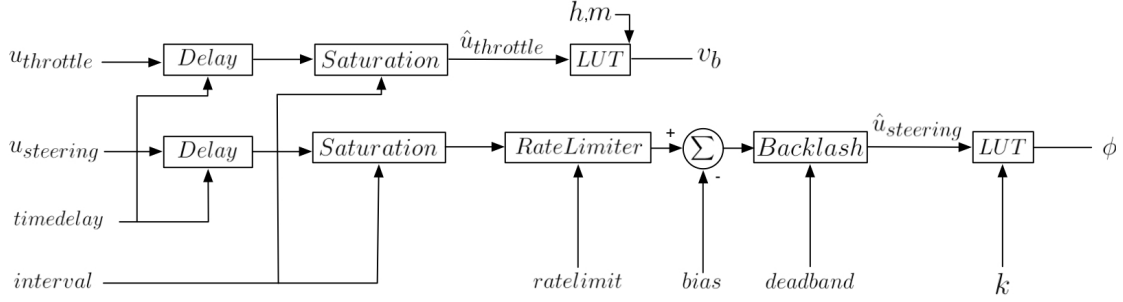 h,m
u_throttle Delay Saturation û_throttle LUT v_b
u_steering Delay Saturation RateLimiter + ∑ - Backlash û_steering LUT ϕ
timedelay
interval ratelimit bias deadband k